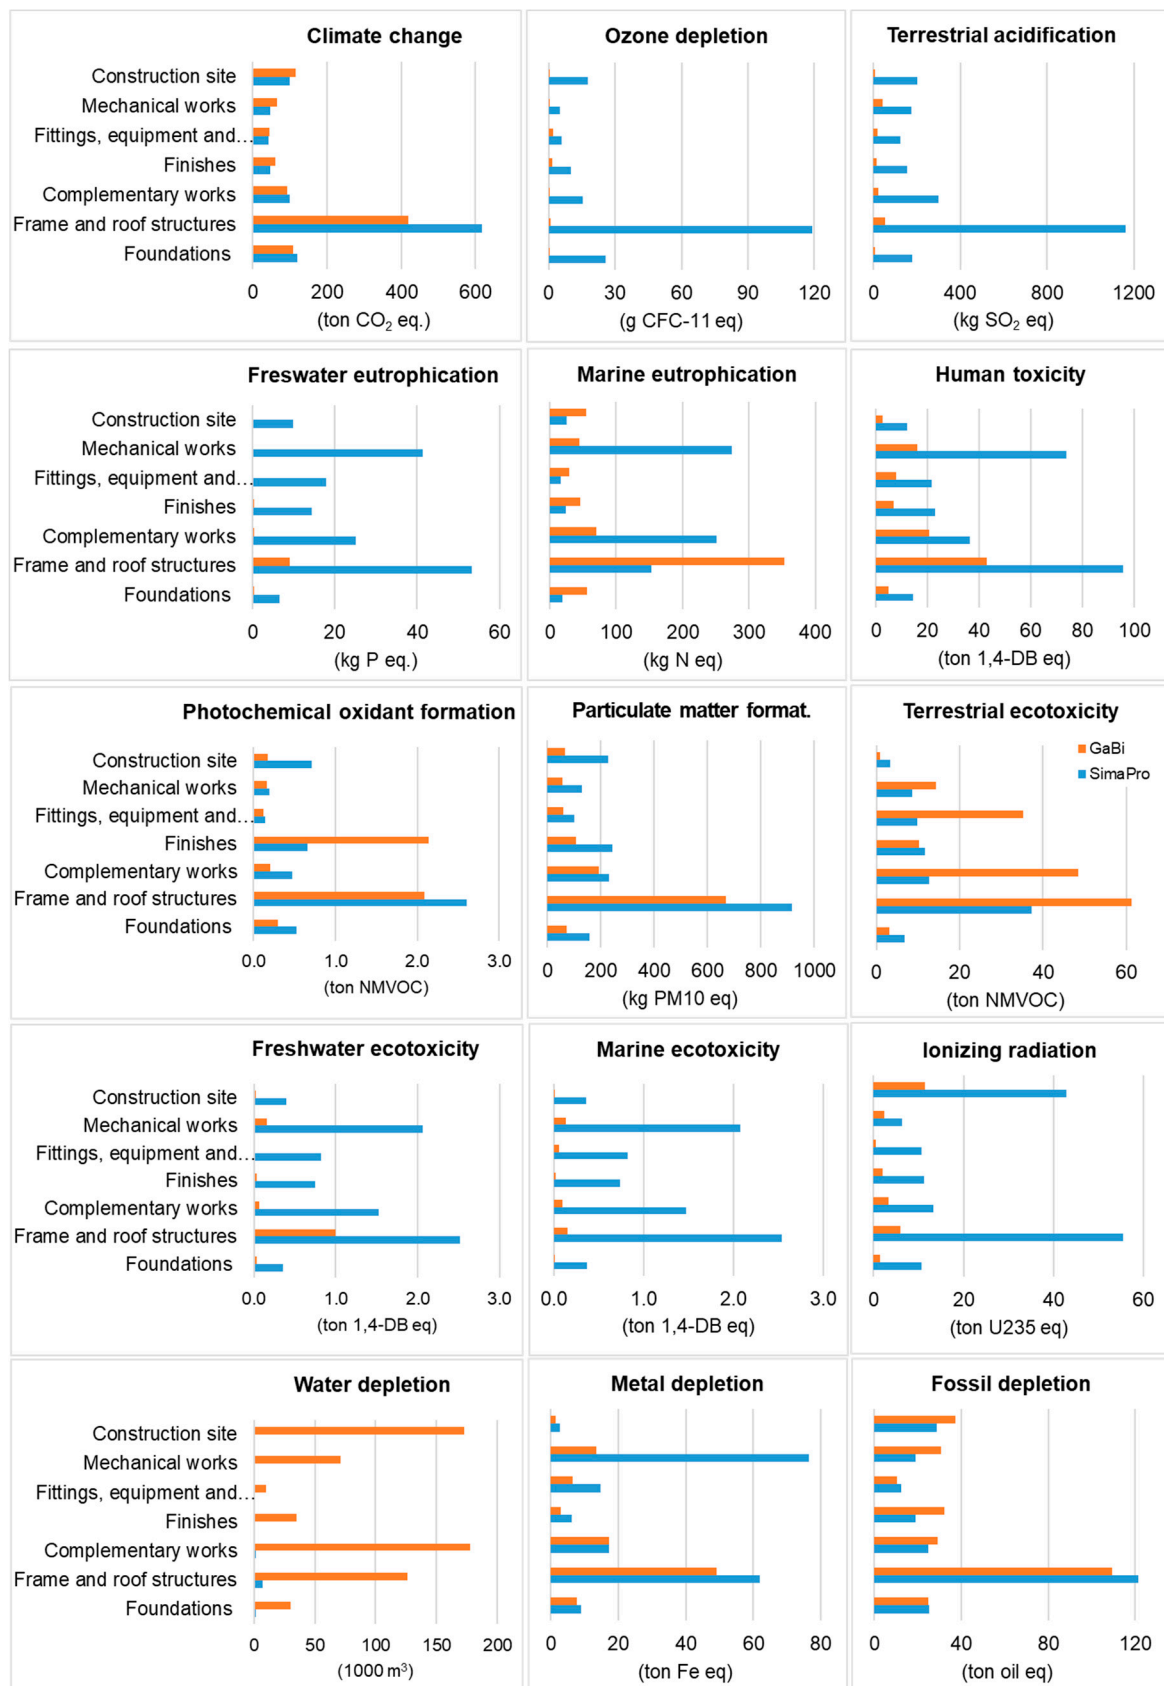 Climate change
Construction site
Mechanical works
Fittings, equipment and...
Finishes
Complementary works
Frame and roof structures
Foundations
0 200 400 600
(ton CO₂ eq.)
Ozone depletion
0 30 60 90 120
(g CFC-11 eq)
Terrestrial acidification
0 400 800 1200
(kg SO₂ eq)
Freswater eutrophication
Construction site
Mechanical works
Fittings, equipment and...
Finishes
Complementary works
Frame and roof structures
Foundations
0 20 40 60
(kg P eq.)
Marine eutrophication
0 100 200 300 400
(kg N eq)
Human toxicity
0 20 40 60 80 100
(ton 1,4-DB eq)
Photochemical oxidant formation
Construction site
Mechanical works
Fittings, equipment and...
Finishes
Complementary works
Frame and roof structures
Foundations
0.0 1.0 2.0 3.0
(ton NMVOC)
Particulate matter format.
0 200 400 600 800 1000
(kg PM10 eq)
Terrestrial ecotoxicity
GaBi
SimaPro
0 20 40 60
(ton NMVOC)
Freshwater ecotoxicity
Construction site
Mechanical works
Fittings, equipment and...
Finishes
Complementary works
Frame and roof structures
Foundations
0.0 1.0 2.0 3.0
(ton 1,4-DB eq)
Marine ecotoxicity
0.0 1.0 2.0 3.0
(ton 1,4-DB eq)
Ionizing radiation
0 20 40 60
(ton U235 eq)
Water depletion
Construction site
Mechanical works
Fittings, equipment and...
Finishes
Complementary works
Frame and roof structures
Foundations
0 50 100 150 200
(1000 m³)
Metal depletion
0 20 40 60 80
(ton Fe eq)
Fossil depletion
0 40 80 120
(ton oil eq)